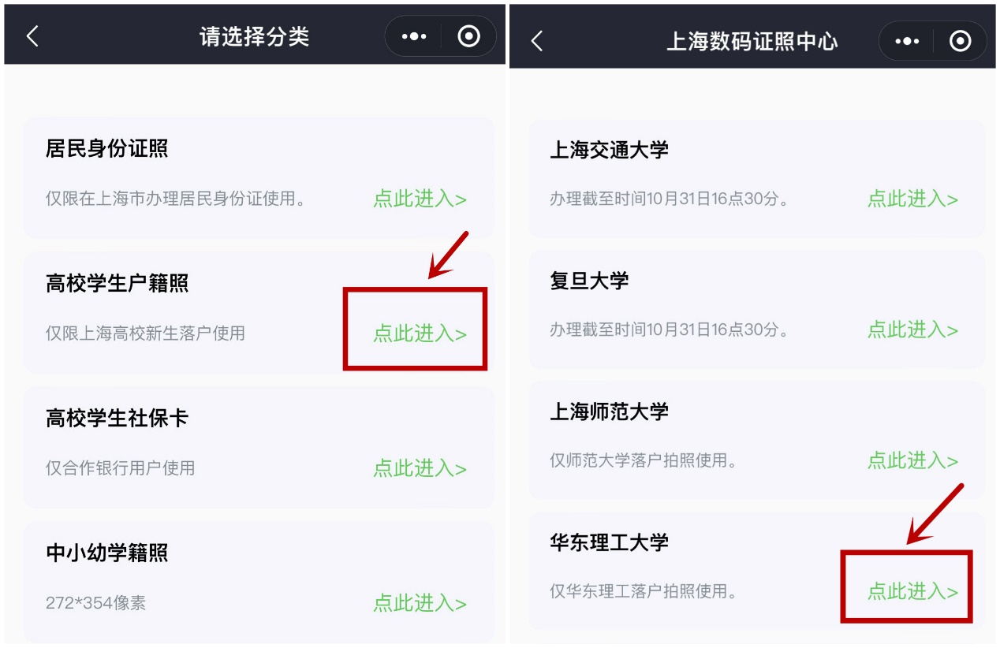 请选择分类
居民身份证照
仅限在上海市办理居民身份证使用。
点此进入>
高校学生户籍照
仅限上海高校新生落户使用
点此进入>
高校学生社保卡
仅合作银行用户使用
点此进入>
中小幼学籍照
272*354像素
点此进入>
上海数码证照中心
上海交通大学
办理截至时间10月31日16点30分。
点此进入>
复旦大学
办理截至时间10月31日16点30分。
点此进入>
上海师范大学
仅师范大学落户拍照使用。
点此进入>
华东理工大学
仅华东理工落户拍照使用。
点此进入>